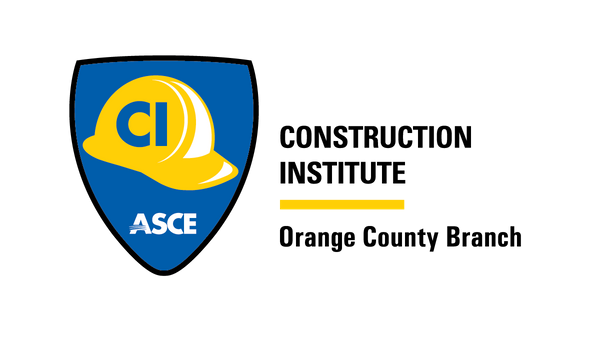 CI
ASCE
CONSTRUCTION
INSTITUTE
Orange County Branch